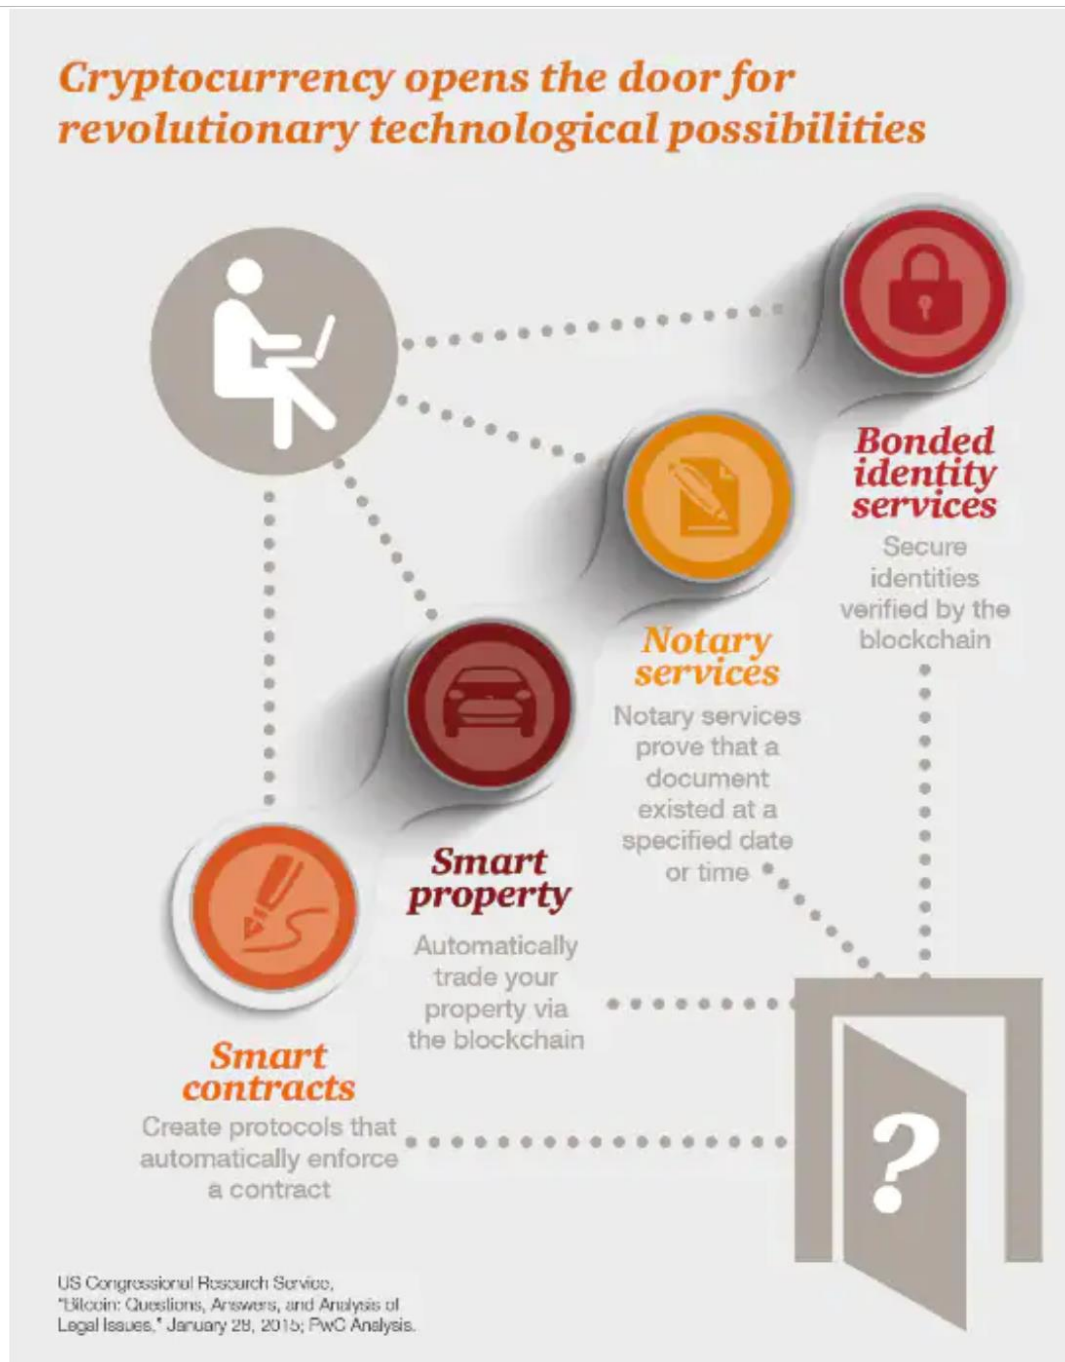 Cryptocurrency opens the door for
revolutionary technological possibilities
Bonded
identity
services
Secure
identities
verified by the
blockchain
Notary
services
Notary services
prove that a
document
existed at a
specified date
or time
Smart
property
Automatically
trade your
property via
the blockchain
Smart
contracts
Create protocols that
automatically enforce
a contract
?
US Congressional Research Service,
"Bitcoin: Questions, Answers, and Analysis of
Legal Issues," January 28, 2015; PwC Analysis.